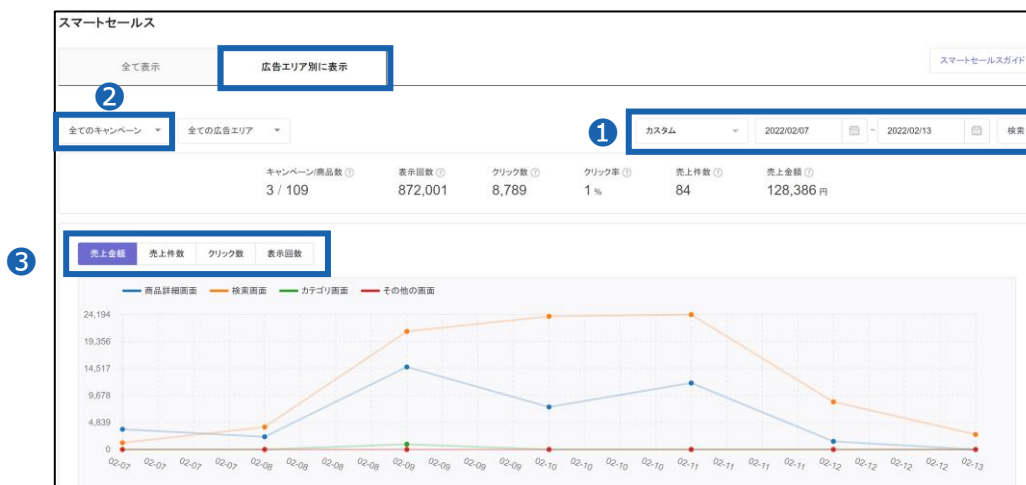 スマートセールス
全て表示
広告エリア別に表示
スマートセールスガイド
2
全てのキャンペーン
全ての広告エリア
1
カスタム
2022/02/07
-
2022/02/13
検索
キャンペーン/商品数 ?
表示回数 ?
クリック数 ?
クリック率 ?
売上件数 ?
売上金額 ?
3 / 109
872,001
8,789
1 %
84
128,386 円
3
売上金額
売上件数
クリック数
表示回数
商品詳細画面
検索画面
カテゴリ画面
その他の画面
24,194
19,356
14,517
9,678
4,839
0
02-07 02-07 02-07 02-07 02-08 02-08 02-08 02-08 02-09 02-09 02-09 02-09 02-10 02-10 02-10 02-10 02-11 02-11 02-11 02-11 02-12 02-12 02-12 02-12 02-13